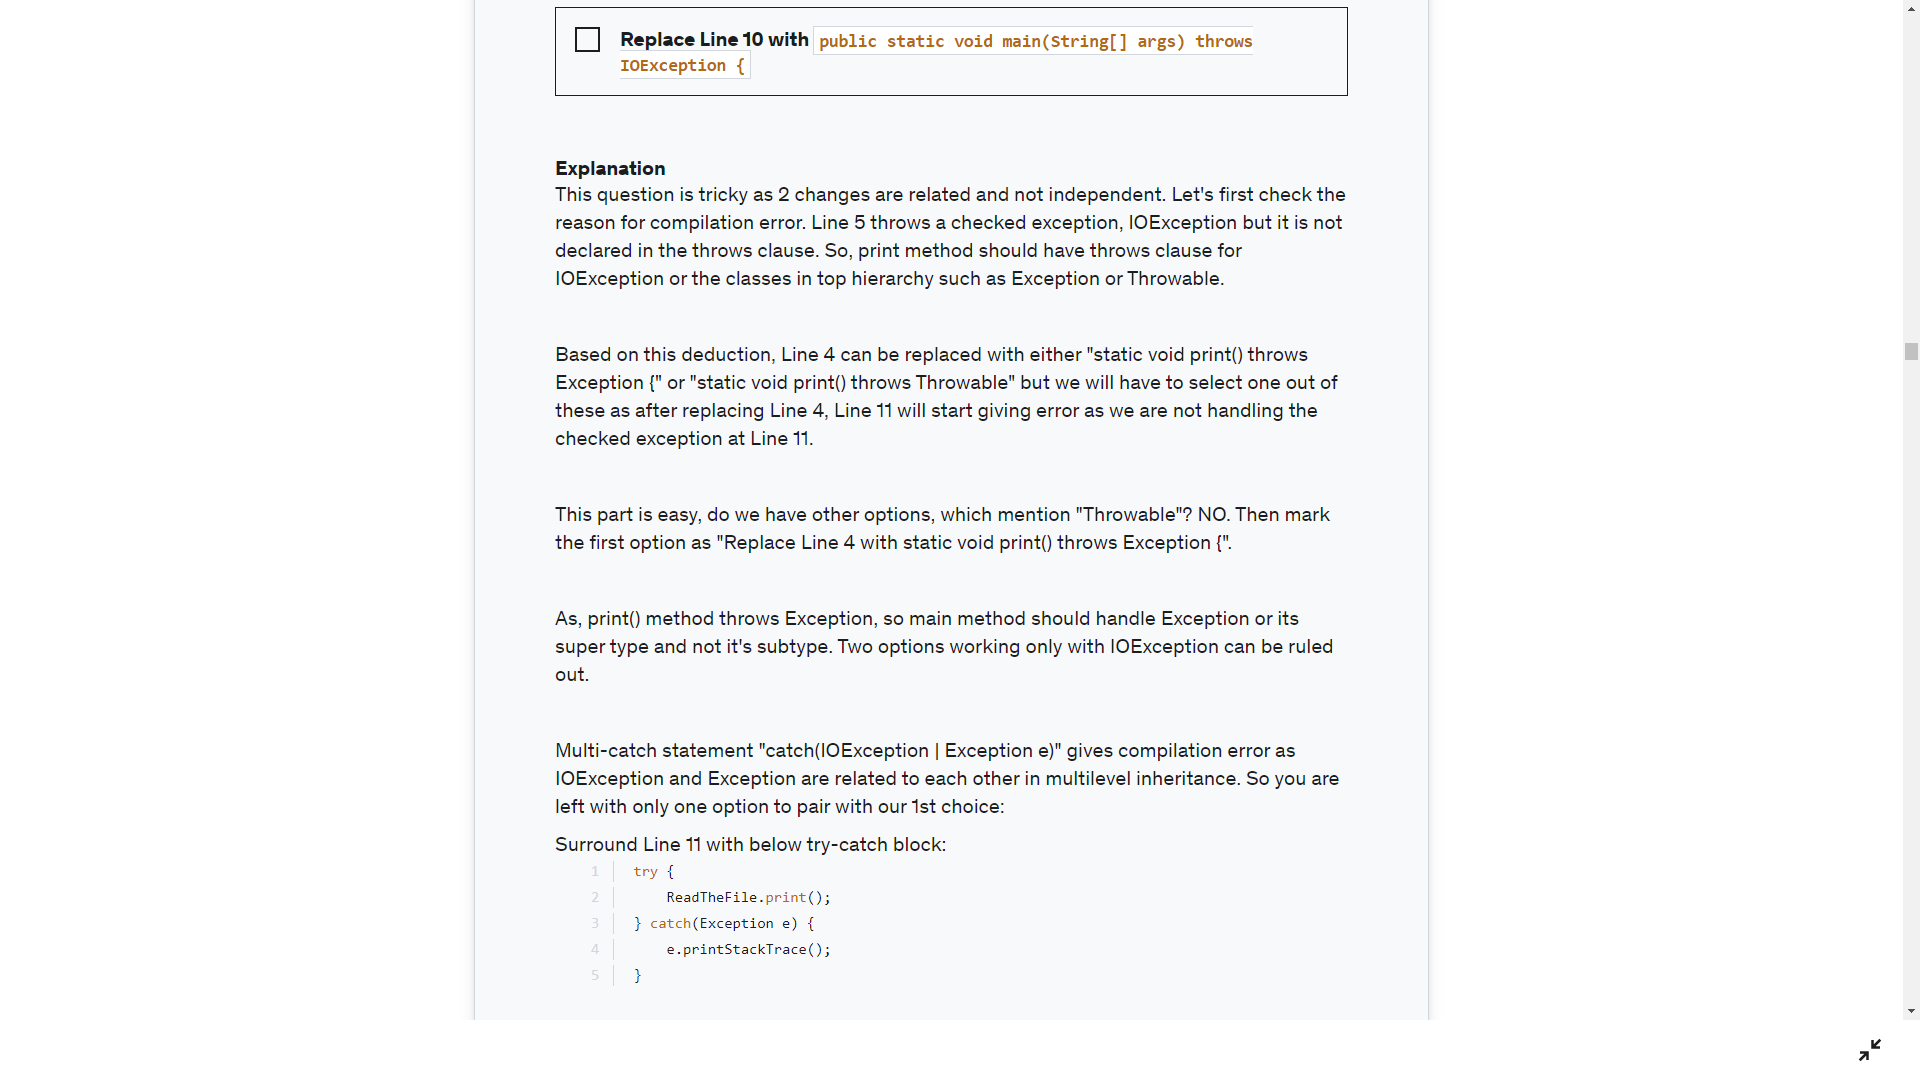 Replace Line 10 with public static void main(String[] args) throws
IOException {
Explanation
This question is tricky as 2 changes are related and not independent. Let's first check the
reason for compilation error. Line 5 throws a checked exception, IOException but it is not
declared in the throws clause. So, print method should have throws clause for
IOException or the classes in top hierarchy such as Exception or Throwable.
Based on this deduction, Line 4 can be replaced with either "static void print() throws
Exception {" or "static void print() throws Throwable" but we will have to select one out of
these as after replacing Line 4, Line 11 will start giving error as we are not handling the
checked exception at Line 11.
This part is easy, do we have other options, which mention "Throwable"? NO. Then mark
the first option as "Replace Line 4 with static void print() throws Exception {".
As, print() method throws Exception, so main method should handle Exception or its
super type and not it's subtype. Two options working only with IOException can be ruled
out.
Multi-catch statement "catch(IOException | Exception e)" gives compilation error as
IOException and Exception are related to each other in multilevel inheritance. So you are
left with only one option to pair with our 1st choice:
Surround Line 11 with below try-catch block:
1 try {
2 ReadTheFile.print();
3 } catch(Exception e) {
4 e.printStackTrace();
5 }